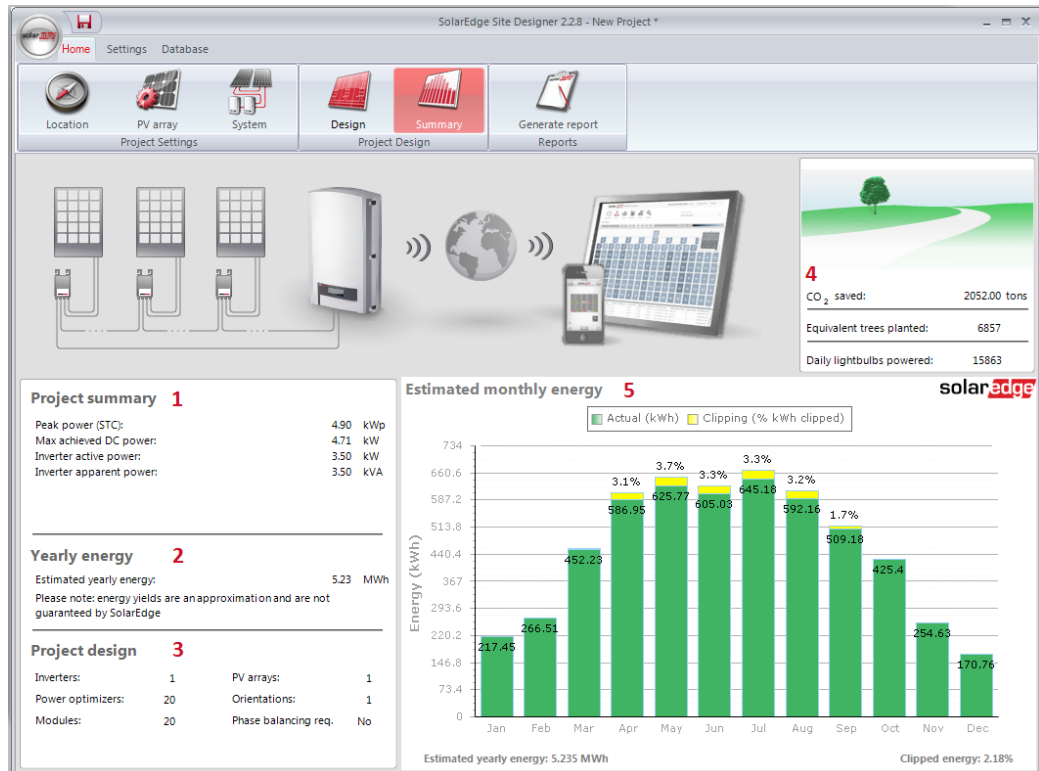 SolarEdge Site Designer 2.2.8 - New Project *
solaredge
Home Settings Database
Location PV array System Design Summary Generate report
Project Settings Project Design Reports
4
CO2 saved: 2052.00 tons
Equivalent trees planted: 6857
Daily lightbulbs powered: 15863
Project summary 1
Peak power (STC): 4.90 kWp
Max achieved DC power: 4.71 kW
Inverter active power: 3.50 kW
Inverter apparent power: 3.50 kVA
Yearly energy 2
Estimated yearly energy: 5.23 MWh
Please note: energy yields are an approximation and are not
guaranteed by SolarEdge
Project design 3
Inverters: 1 PV arrays: 1
Power optimizers: 20 Orientations: 1
Modules: 20 Phase balancing req. No
Estimated monthly energy 5
solaredge
Actual (kWh) Clipping (% kWh clipped)
Energy (kWh)
734
660.6
587.2
513.8
440.4
367
293.6
220.2
146.8
73.4
0
3.1% 3.7% 3.3% 3.3% 3.2% 1.7%
217.45 266.51 452.23 586.95 625.77 605.03 645.18 592.16 509.18 425.4 254.63 170.76
Jan Feb Mar Apr May Jun Jul Aug Sep Oct Nov Dec
Estimated yearly energy: 5.235 MWh Clipped energy: 2.18%